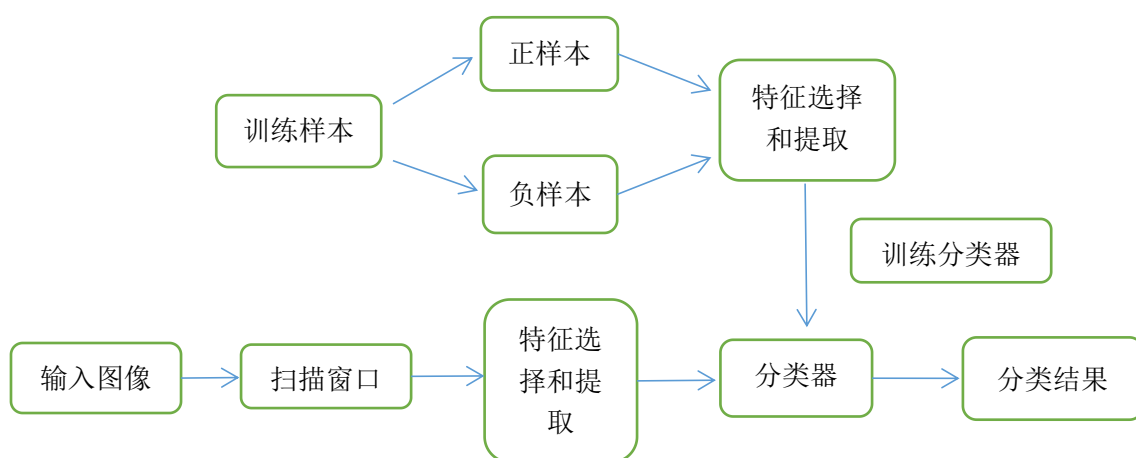 正样本
训练样本
特征选择
和提取
负样本
训练分类器
输入图像
扫描窗口
特征选
择和提
取
分类器
分类结果